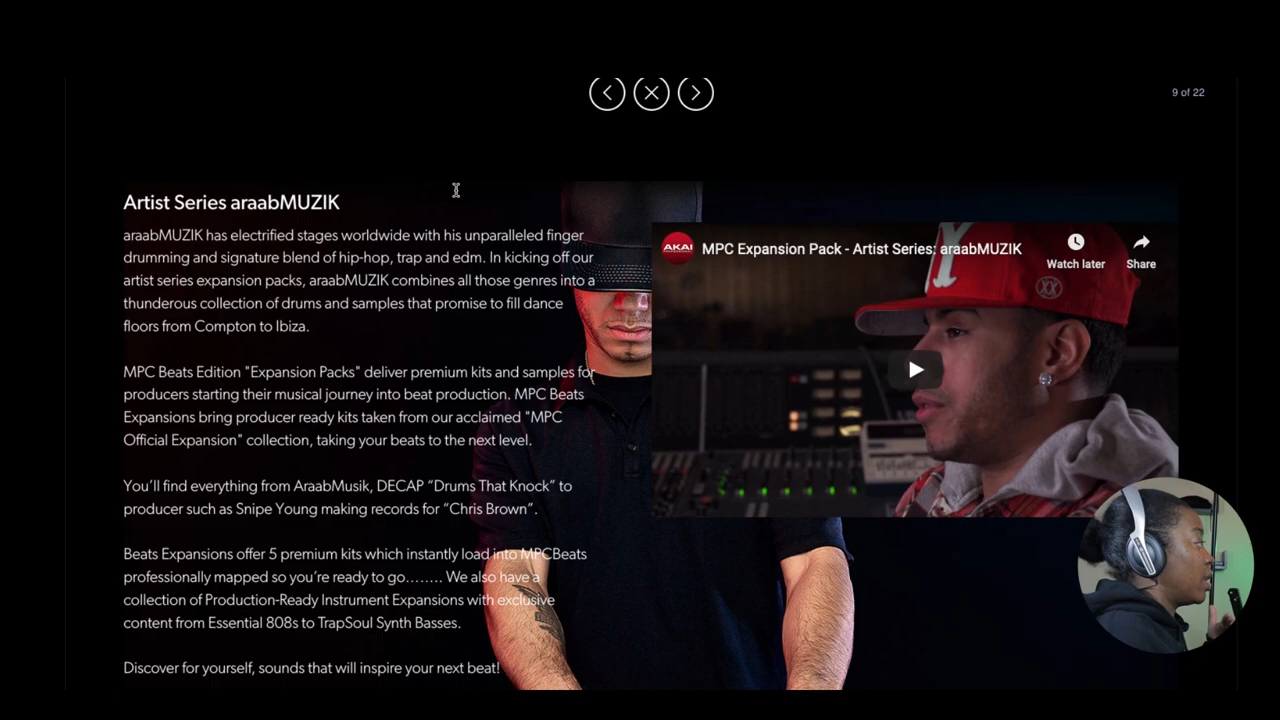 9 of 22
Artist Series araabMUZIK
araabMUZIK has electrified stages worldwide with his unparalleled finger
drumming and signature blend of hip-hop, trap and edm. In kicking off our
artist series expansion packs, araabMUZIK combines all those genres into a
thunderous collection of drums and samples that promise to fill dance
floors from Compton to Ibiza.
MPC Beats Edition "Expansion Packs" deliver premium kits and samples for
producers starting their musical journey into beat production. MPC Beats
Expansions bring producer ready kits taken from our acclaimed "MPC
Official Expansion" collection, taking your beats to the next level.
You’ll find everything from AraabMusik, DECAP “Drums That Knock” to
producer such as Snipe Young making records for “Chris Brown”.
Beats Expansions offer 5 premium kits which instantly load into MPCBeats
professionally mapped so you’re ready to go…….. We also have a
collection of Production-Ready Instrument Expansions with exclusive
content from Essential 808s to TrapSoul Synth Basses.
Discover for yourself, sounds that will inspire your next beat!
AKAI
MPC Expansion Pack - Artist Series: araabMUZIK
Watch later
Share
XX